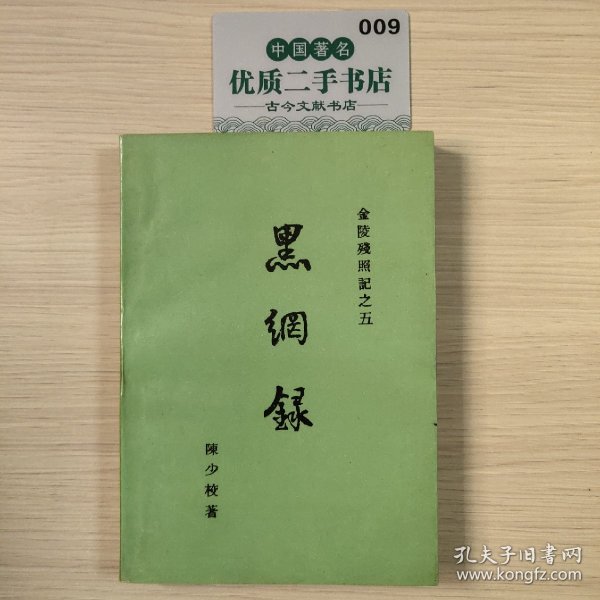 009
中国著名
优质二手书店
古今文献书店
金陵殘照記之五
黑網録
陳少校著
孔夫子旧书网
www.kongfz.com